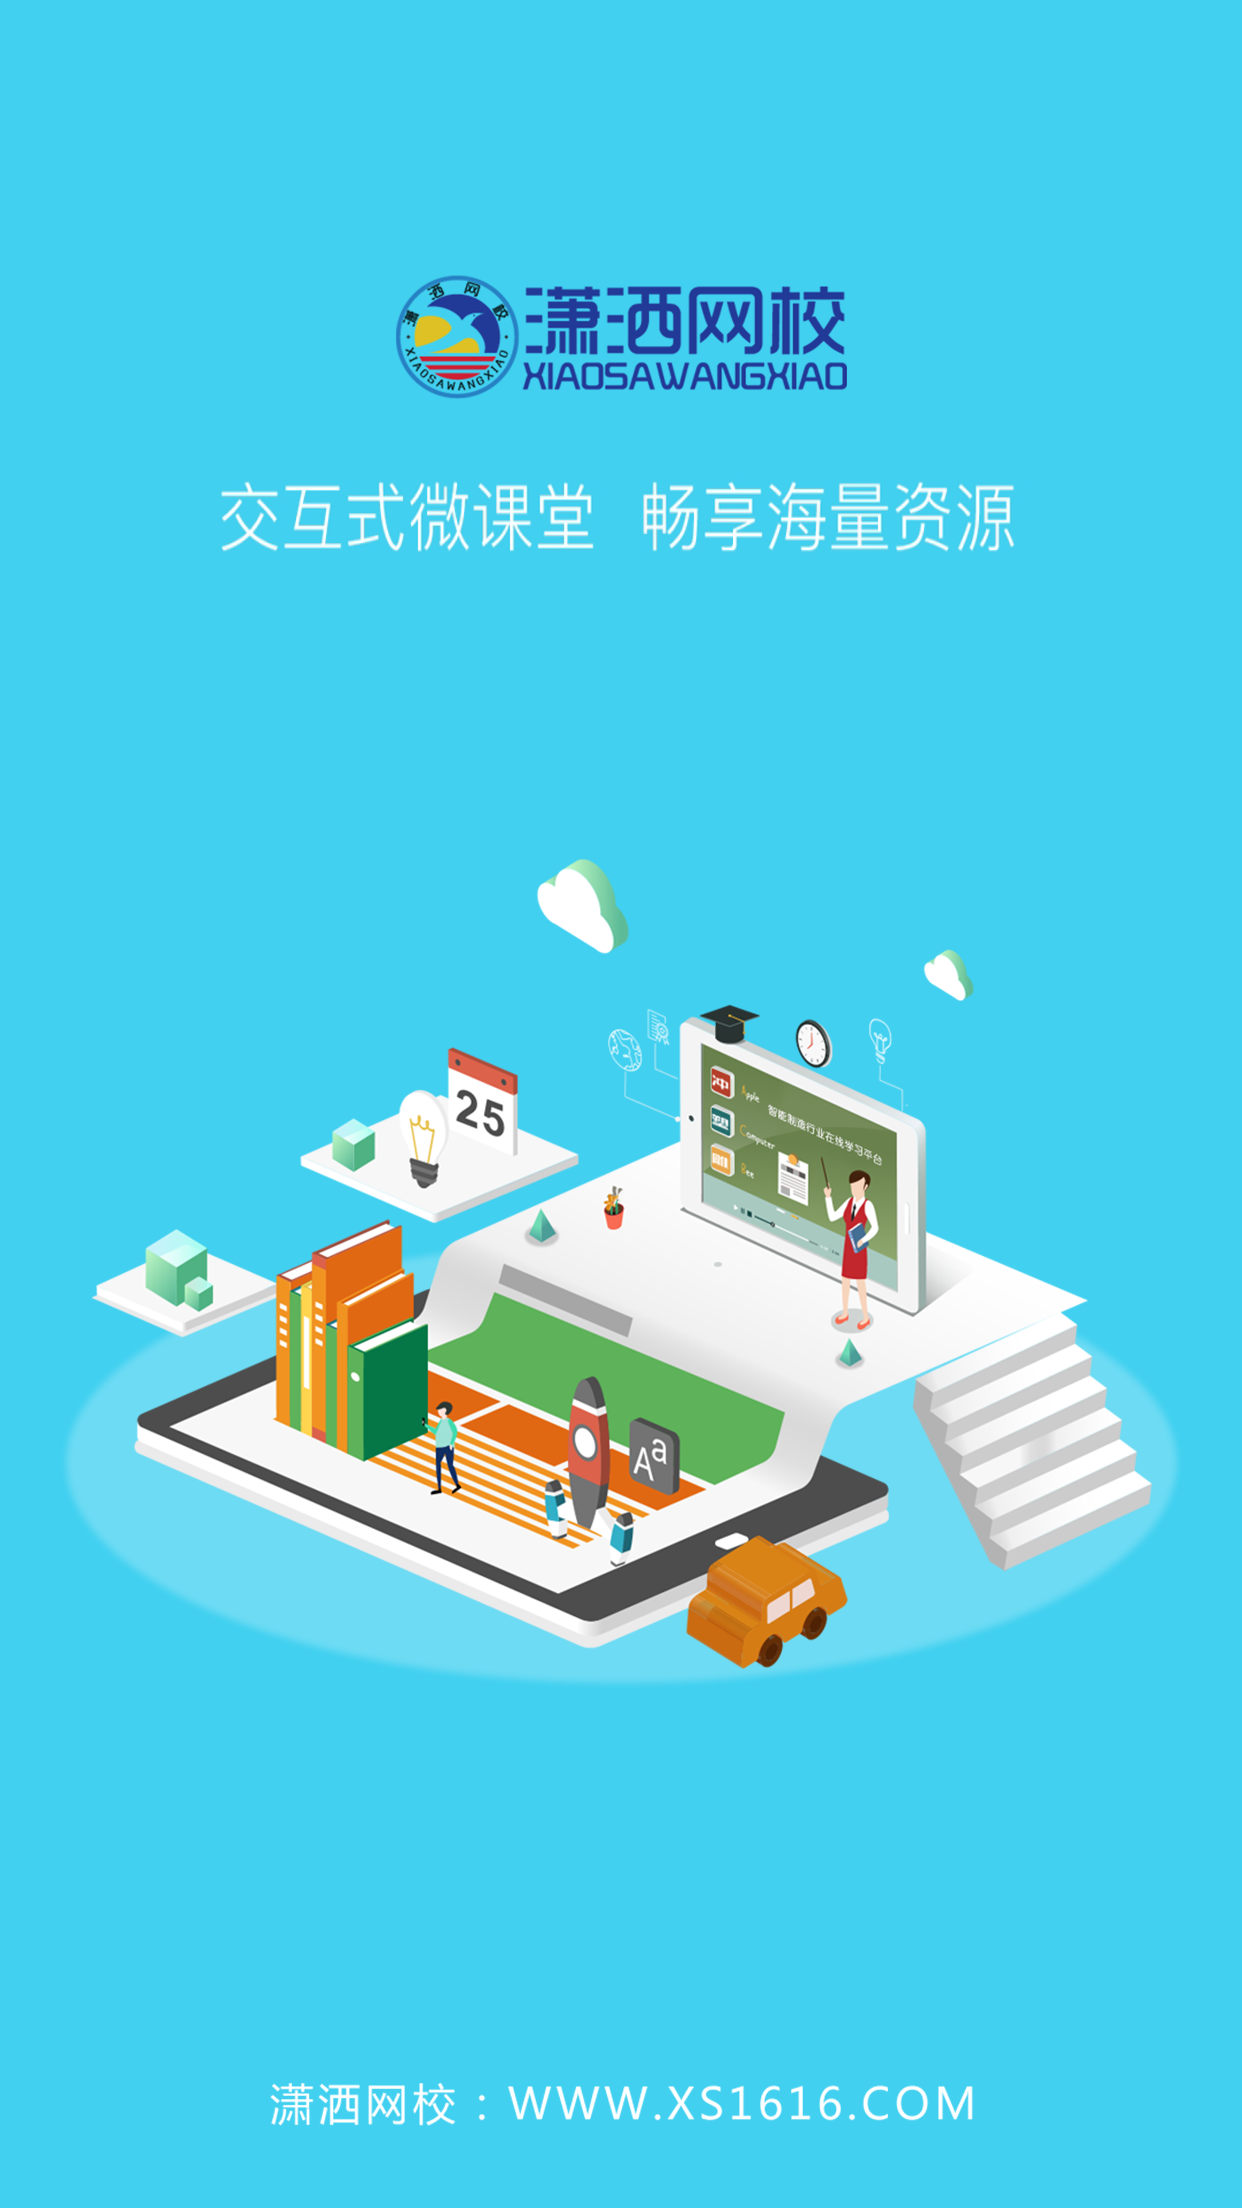 潇洒网校
XIAOSAWANGXIAO
潇洒网校
XIAOSAWANGXIAO
交互式微课堂 畅享海量资源
25
Apple
智能制造行业在线学习平台
Computer
Bee
Aa
潇洒网校：WWW.XS1616.COM